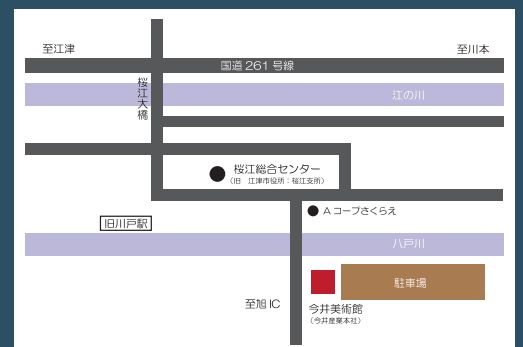 至江津
至川本
国道 261 号線
桜江大橋
江の川
桜江総合センター
（旧　江津市役所：桜江支所）
Aコープさくらえ
旧川戸駅
八戸川
駐車場
至旭IC
今井美術館
（今井産業本社）